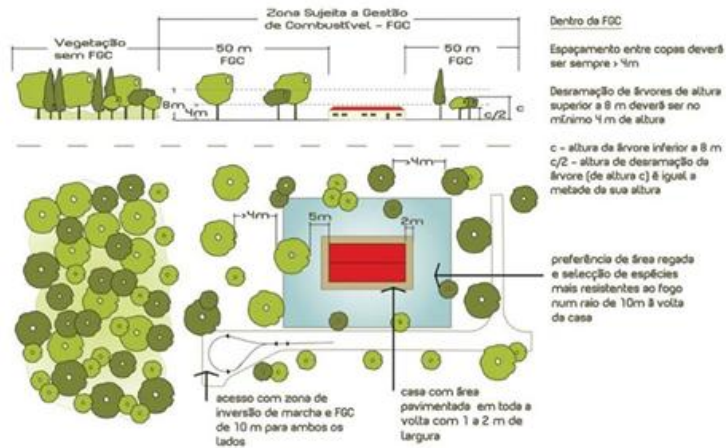 Zona Sujeita a Gestão
de Combustível - FGC
Vegetação
sem FGC
50 m
FGC
50 m
FGC
8m
4m
c
c/2
Dentro da FGC
Espaçamento entre copas deverá
ser sempre > 4m
Desramação de árvores de altura
superior a 8 m deverá ser no
mínimo 4 m de altura
c - altura da árvore inferior a 8 m
c/2 - altura de desramação da
árvore (de altura c) é igual a
metade da sua altura
>4m
>4m
5m
2m
preferência de área regada
e selecção de espécies
mais resistentes ao fogo
num raio de 10m à volta
da casa
acesso com zona de
inversão de marcha e FGC
de 10 m para ambos os
lados
casa com área
pavimentada em toda a
volta com 1 a 2 m de
largura